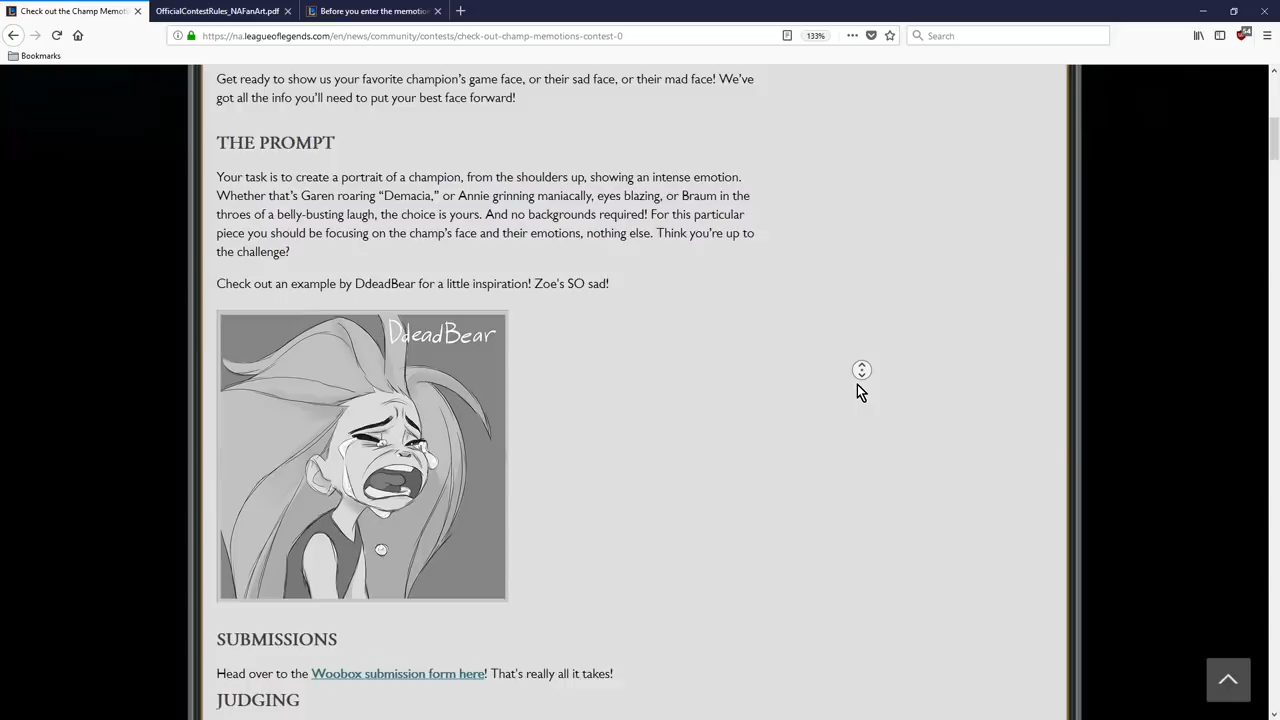 Check out the Champ Memoti
OfficialContestRules_NAFanArt.pdf
Before you enter the memotio
https://na.leagueoflegends.com/en/news/community/contests/check-out-champ-memotions-contest-0
133%
Search
Bookmarks
Get ready to show us your favorite champion's game face, or their sad face, or their mad face! We've
got all the info you'll need to put your best face forward!
THE PROMPT
Your task is to create a portrait of a champion, from the shoulders up, showing an intense emotion.
Whether that's Garen roaring “Demacia,” or Annie grinning maniacally, eyes blazing, or Braum in the
throes of a belly-busting laugh, the choice is yours. And no backgrounds required! For this particular
piece you should be focusing on the champ's face and their emotions, nothing else. Think you're up to
the challenge?
Check out an example by DdeadBear for a little inspiration! Zoe's SO sad!
DdeadBear
SUBMISSIONS
Head over to the Woobox submission form here! That's really all it takes!
JUDGING